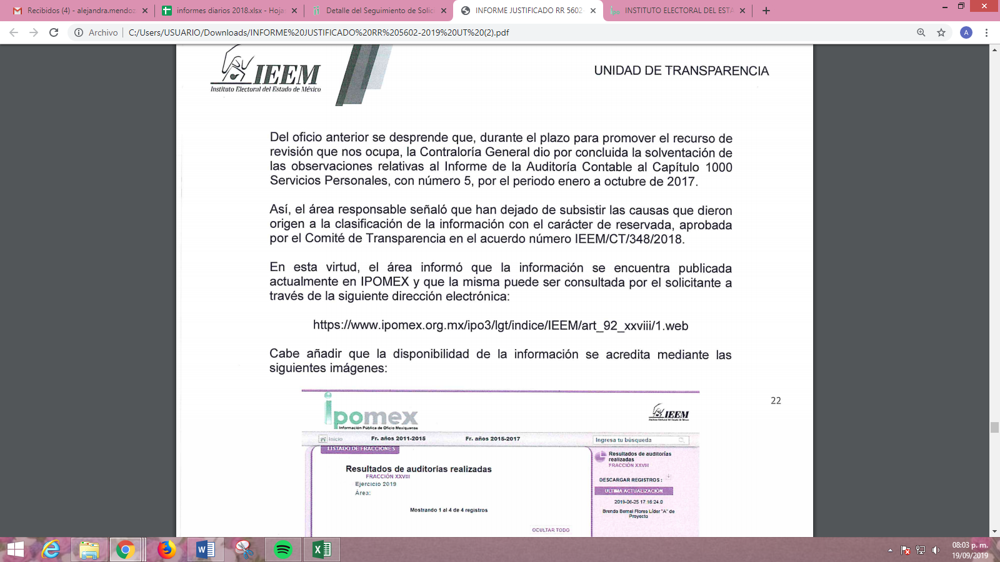 Recibidos (4) - alejandra.mendoz
informes diarios 2018.xlsx - Hoja
Detalle del Seguimiento de Solici
INFORME JUSTIFICADO RR 5602-
INSTITUTO ELECTORAL DEL ESTA
Archivo
C:/Users/USUARIO/Downloads/INFORME%20JUSTIFICADO%20RR%205602-2019%20UT%20(2).pdf
A
IEEM
Instituto Electoral del Estado de México
UNIDAD DE TRANSPARENCIA
Del oficio anterior se desprende que, durante el plazo para promover el recurso de
revisión que nos ocupa, la Contraloría General dio por concluida la solventación de
las observaciones relativas al Informe de la Auditoría Contable al Capítulo 1000
Servicios Personales, con número 5, por el periodo enero a octubre de 2017.
Así, el área responsable señaló que han dejado de subsistir las causas que dieron
origen a la clasificación de la información con el carácter de reservada, aprobada
por el Comité de Transparencia en el acuerdo número IEEM/CT/348/2018.
En esta virtud, el área informó que la información se encuentra publicada
actualmente en IPOMEX y que la misma puede ser consultada por el solicitante a
través de la siguiente dirección electrónica:
https://www.ipomex.org.mx/ipo3/lgt/indice/IEEM/art_92_xxviii/1.web
Cabe añadir que la disponibilidad de la información se acredita mediante las
siguientes imágenes:
22
ipomex
Información Pública de Oficio Mexiquense
IEEM
Instituto Electoral del Estado de México
Inicio
Fr. años 2011-2015
Fr. años 2015-2017
Ingresa tu búsqueda
LISTADO DE FRACCIONES
Resultados de auditorías realizadas
FRACCIÓN XXVIII
Ejercicio 2019
Área:
Mostrando 1 al 4 de 4 registros
OCULTAR TODO
Resultados de auditorías
realizadas
FRACCIÓN XXVIII
DESCARGAR REGISTROS :
ULTIMA ACTUALIZACIÓN
2019-06-25 17:16:24.0
Brenda Bernal Flores Líder "A" de
Proyecto
08:03 p. m.
19/09/2019